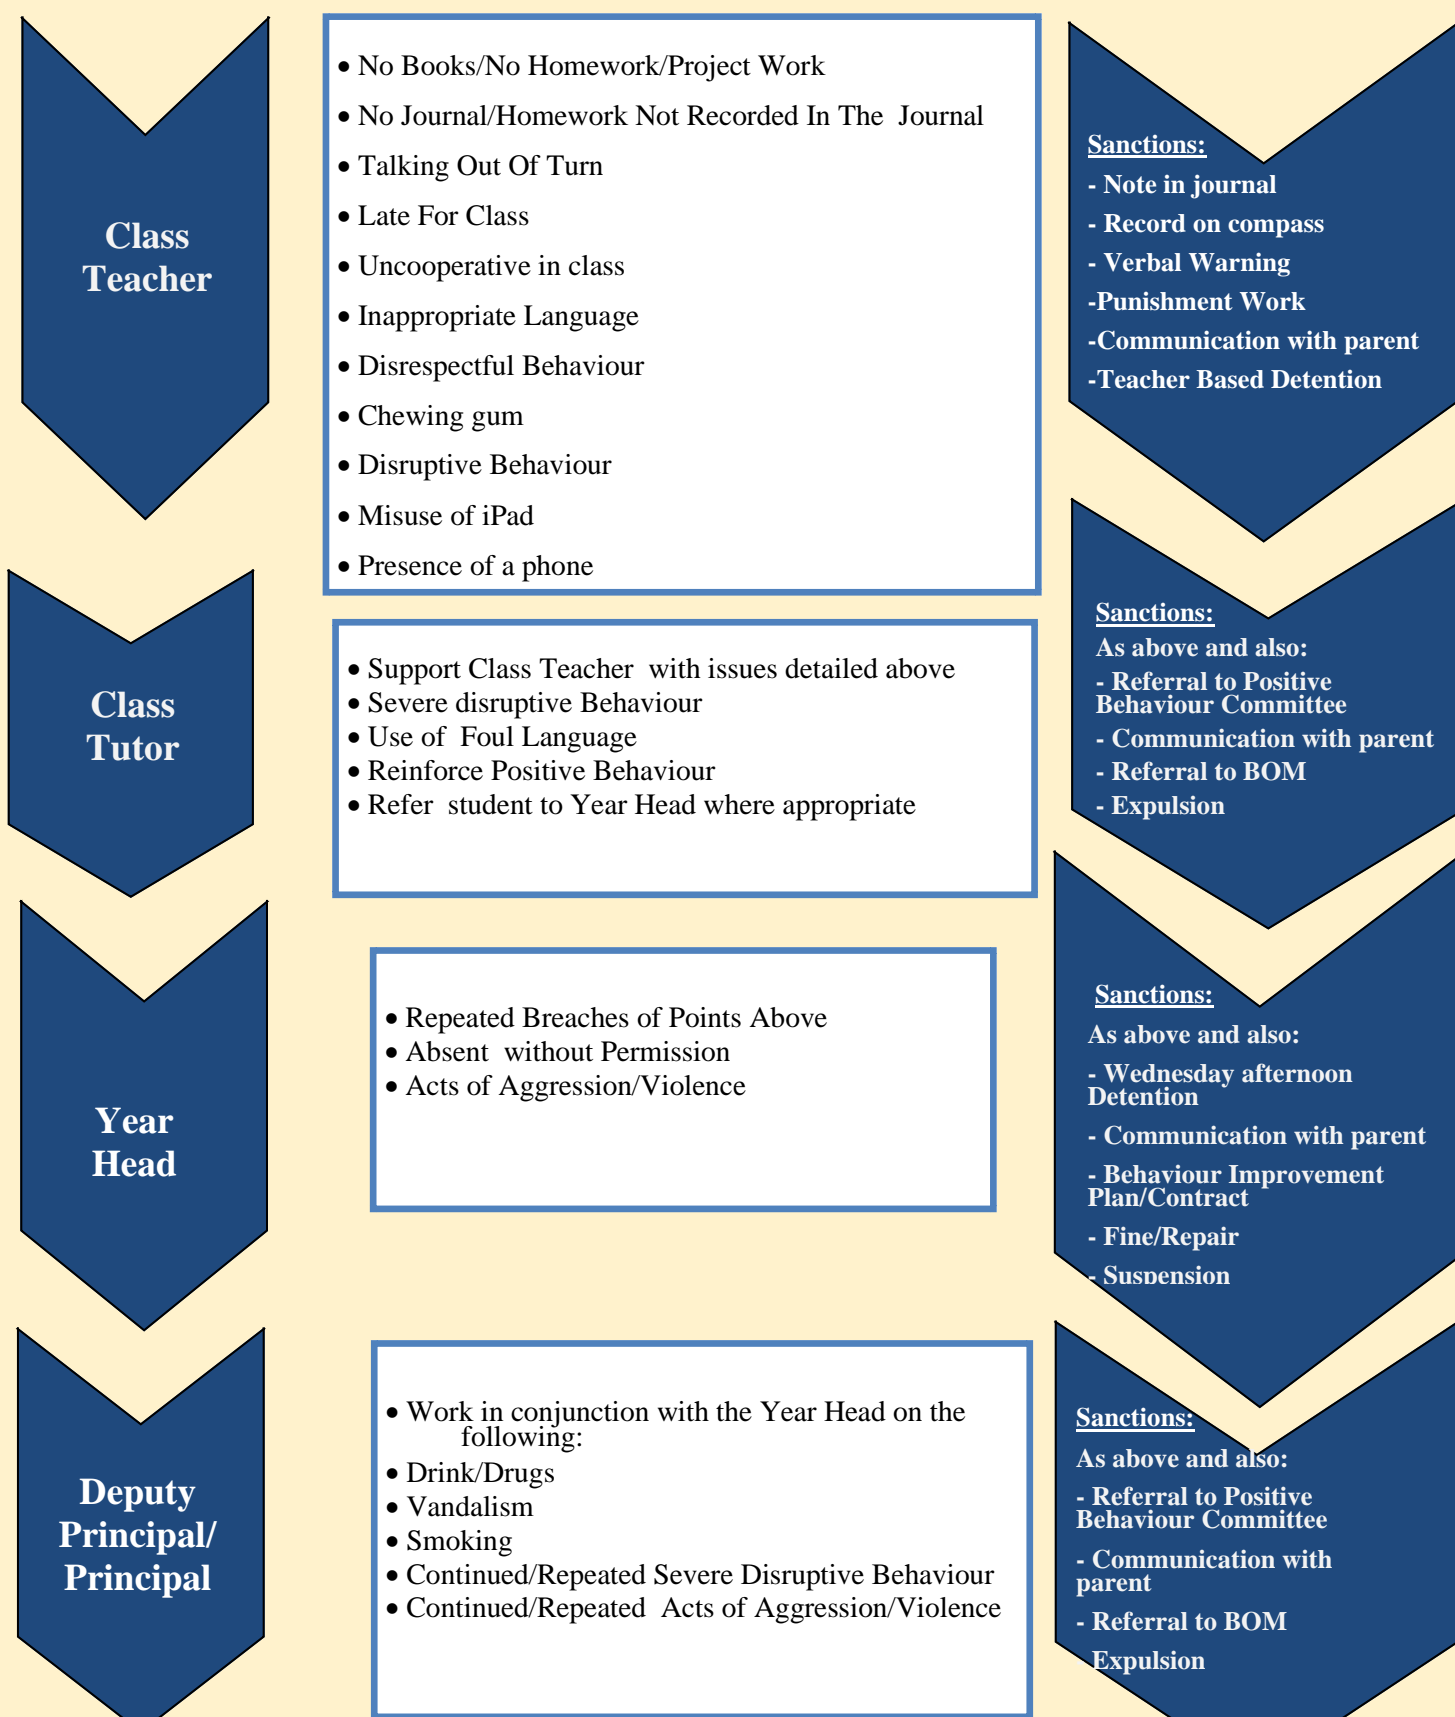 Class
Teacher
• No Books/No Homework/Project Work
• No Journal/Homework Not Recorded In The Journal
• Talking Out Of Turn
• Late For Class
• Uncooperative in class
• Inappropriate Language
• Disrespectful Behaviour
• Chewing gum
• Disruptive Behaviour
• Misuse of iPad
• Presence of a phone
Sanctions:
- Note in journal
- Record on compass
- Verbal Warning
-Punishment Work
-Communication with parent
-Teacher Based Detention
Class
Tutor
• Support Class Teacher with issues detailed above
• Severe disruptive Behaviour
• Use of Foul Language
• Reinforce Positive Behaviour
• Refer student to Year Head where appropriate
Sanctions:
As above and also:
- Referral to Positive
Behaviour Committee
- Communication with parent
- Referral to BOM
- Expulsion
Year
Head
• Repeated Breaches of Points Above
• Absent without Permission
• Acts of Aggression/Violence
Sanctions:
As above and also:
- Wednesday afternoon
Detention
- Communication with parent
- Behaviour Improvement
Plan/Contract
- Fine/Repair
- Suspension
Deputy
Principal/
Principal
• Work in conjunction with the Year Head on the
following:
• Drink/Drugs
• Vandalism
• Smoking
• Continued/Repeated Severe Disruptive Behaviour
• Continued/Repeated Acts of Aggression/Violence
Sanctions:
As above and also:
- Referral to Positive
Behaviour Committee
- Communication with
parent
- Referral to BOM
Expulsion